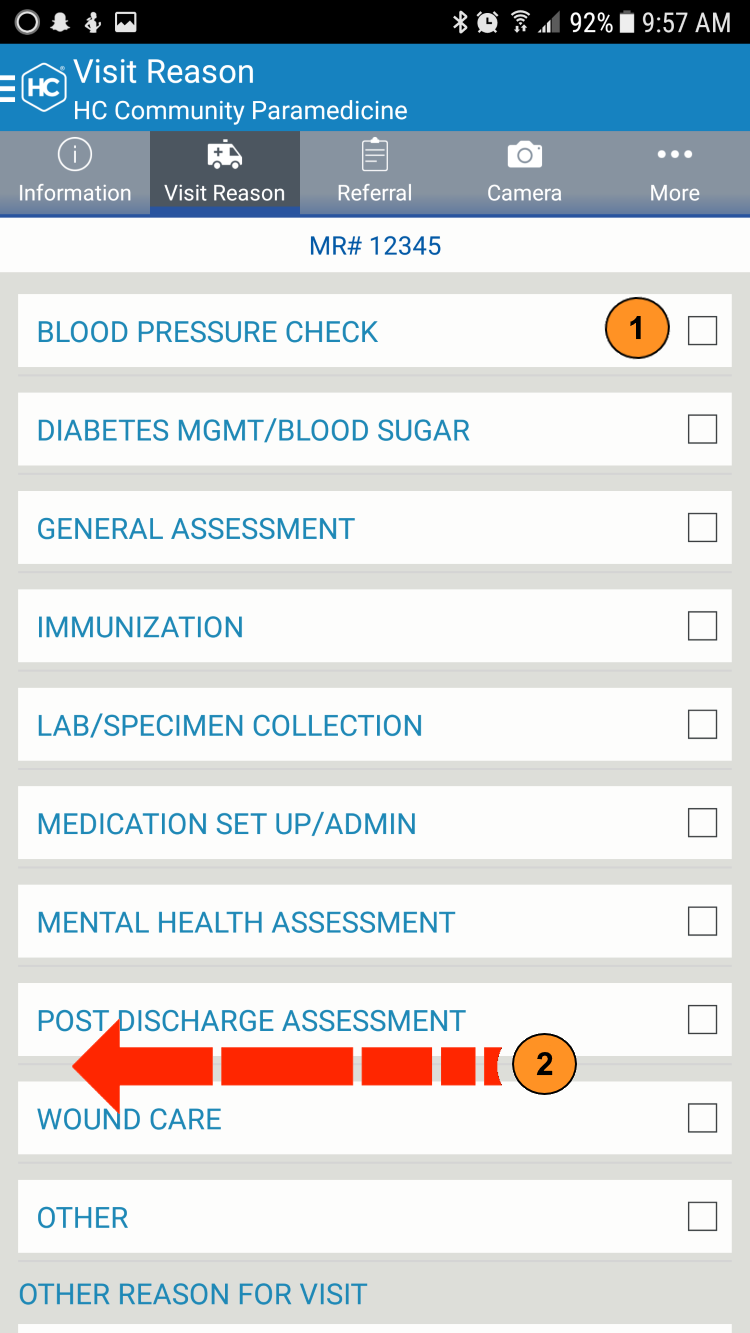 92% 9:57 AM
HC Visit Reason
HC Community Paramedicine
Information Visit Reason Referral Camera More
MR# 12345
BLOOD PRESSURE CHECK 1
DIABETES MGMT/BLOOD SUGAR
GENERAL ASSESSMENT
IMMUNIZATION
LAB/SPECIMEN COLLECTION
MEDICATION SET UP/ADMIN
MENTAL HEALTH ASSESSMENT
POST DISCHARGE ASSESSMENT
2
WOUND CARE
OTHER
OTHER REASON FOR VISIT